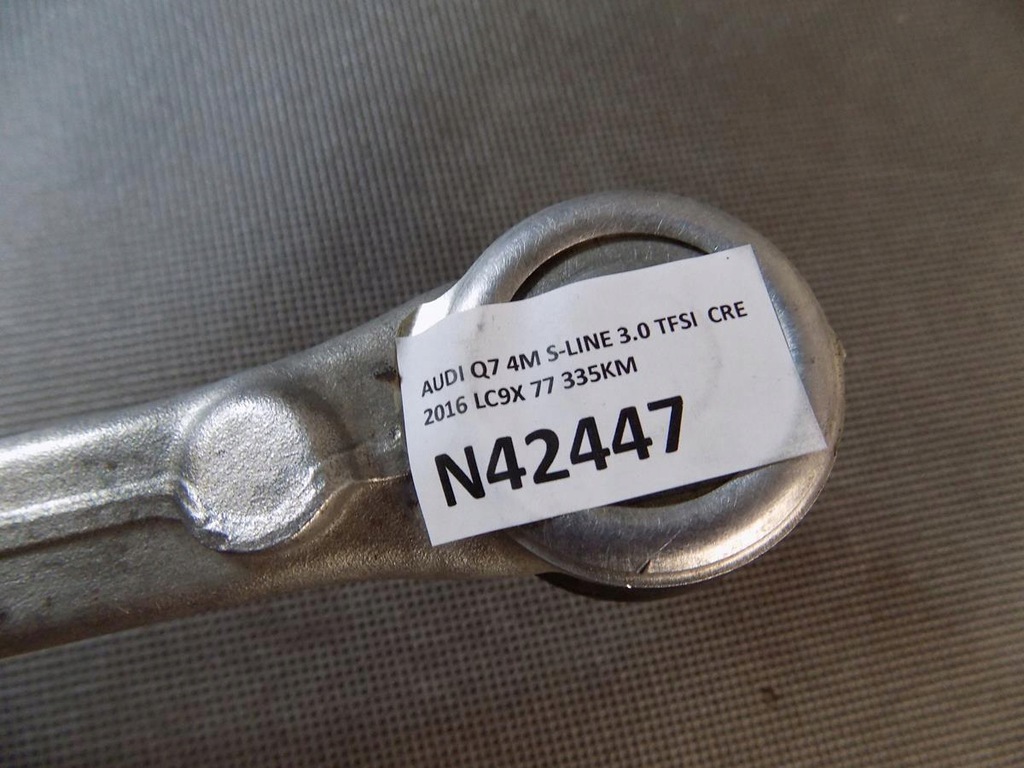 AUDI Q7 4M S-LINE 3.0 TFSI CRE
2016 LC9X 77 335KM
N42447